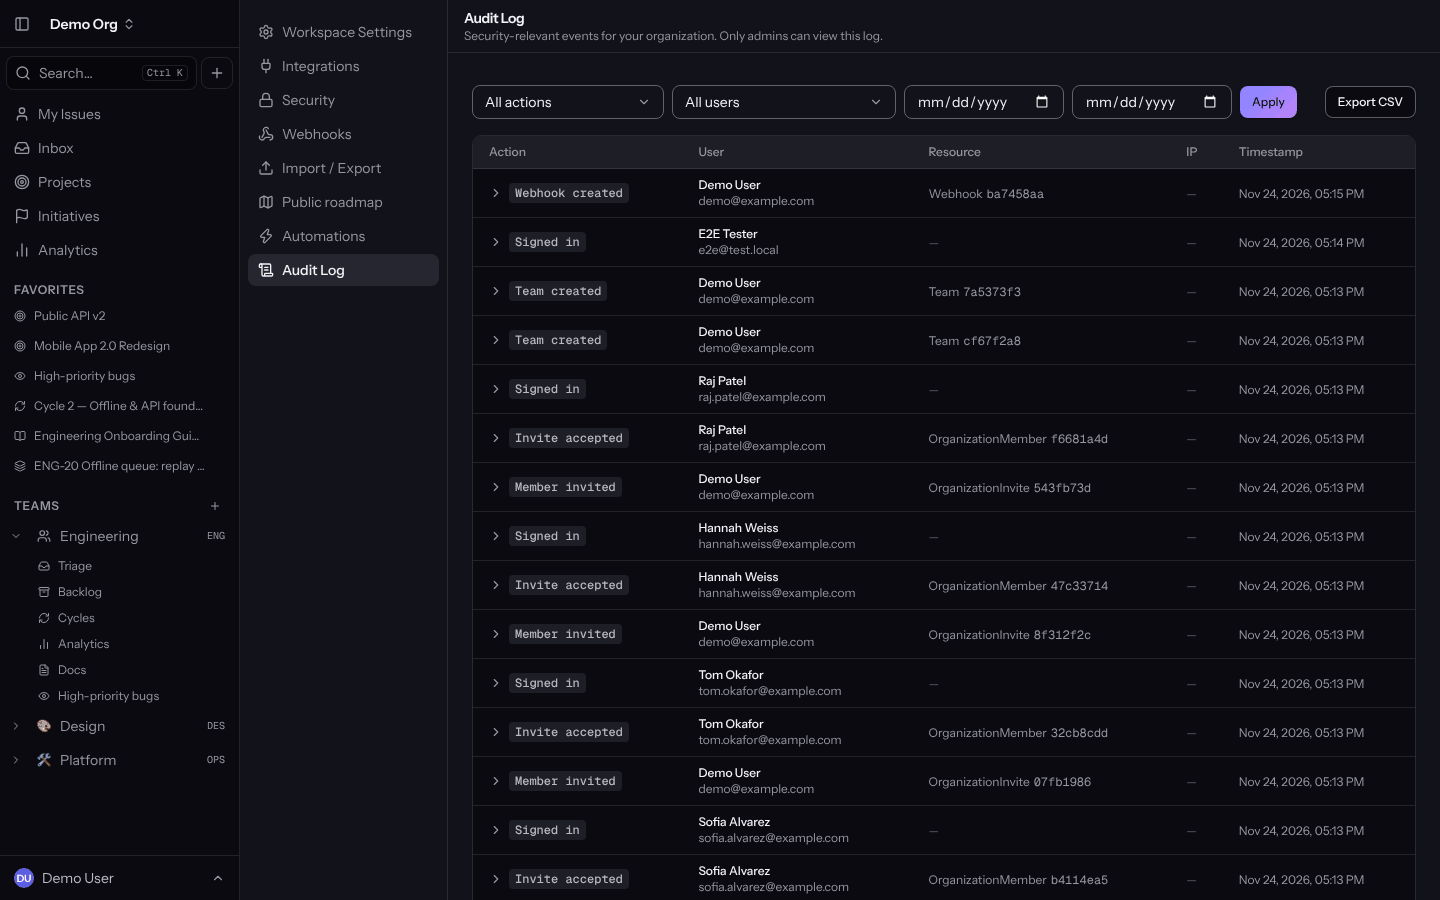 Demo Org
Search... Ctrl K
My Issues
Inbox
Projects
Initiatives
Analytics
FAVORITES
Public API v2
Mobile App 2.0 Redesign
High-priority bugs
Cycle 2 — Offline & API found...
Engineering Onboarding Gui...
ENG-20 Offline queue: replay ...
TEAMS
Engineering ENG
Triage
Backlog
Cycles
Analytics
Docs
High-priority bugs
Design DES
Platform OPS
DU Demo User
Workspace Settings
Integrations
Security
Webhooks
Import / Export
Public roadmap
Automations
Audit Log
Audit Log
Security-relevant events for your organization. Only admins can view this log.
All actions All users mm/dd/yyyy mm/dd/yyyy Apply Export CSV
Action User Resource IP Timestamp
Webhook created Demo User demo@example.com Webhook ba7458aa — Nov 24, 2026, 05:15 PM
Signed in E2E Tester e2e@test.local — — Nov 24, 2026, 05:14 PM
Team created Demo User demo@example.com Team 7a5373f3 — Nov 24, 2026, 05:13 PM
Team created Demo User demo@example.com Team cf67f2a8 — Nov 24, 2026, 05:13 PM
Signed in Raj Patel raj.patel@example.com — — Nov 24, 2026, 05:13 PM
Invite accepted Raj Patel raj.patel@example.com OrganizationMember f6681a4d — Nov 24, 2026, 05:13 PM
Member invited Demo User demo@example.com OrganizationInvite 543fb73d — Nov 24, 2026, 05:13 PM
Signed in Hannah Weiss hannah.weiss@example.com — — Nov 24, 2026, 05:13 PM
Invite accepted Hannah Weiss hannah.weiss@example.com OrganizationMember 47c33714 — Nov 24, 2026, 05:13 PM
Member invited Demo User demo@example.com OrganizationInvite 8f312f2c — Nov 24, 2026, 05:13 PM
Signed in Tom Okafor tom.okafor@example.com — — Nov 24, 2026, 05:13 PM
Invite accepted Tom Okafor tom.okafor@example.com OrganizationMember 32cb8cdd — Nov 24, 2026, 05:13 PM
Member invited Demo User demo@example.com OrganizationInvite 07fb1986 — Nov 24, 2026, 05:13 PM
Signed in Sofia Alvarez sofia.alvarez@example.com — — Nov 24, 2026, 05:13 PM
Invite accepted Sofia Alvarez sofia.alvarez@example.com OrganizationMember b4114ea5 — Nov 24, 2026, 05:13 PM